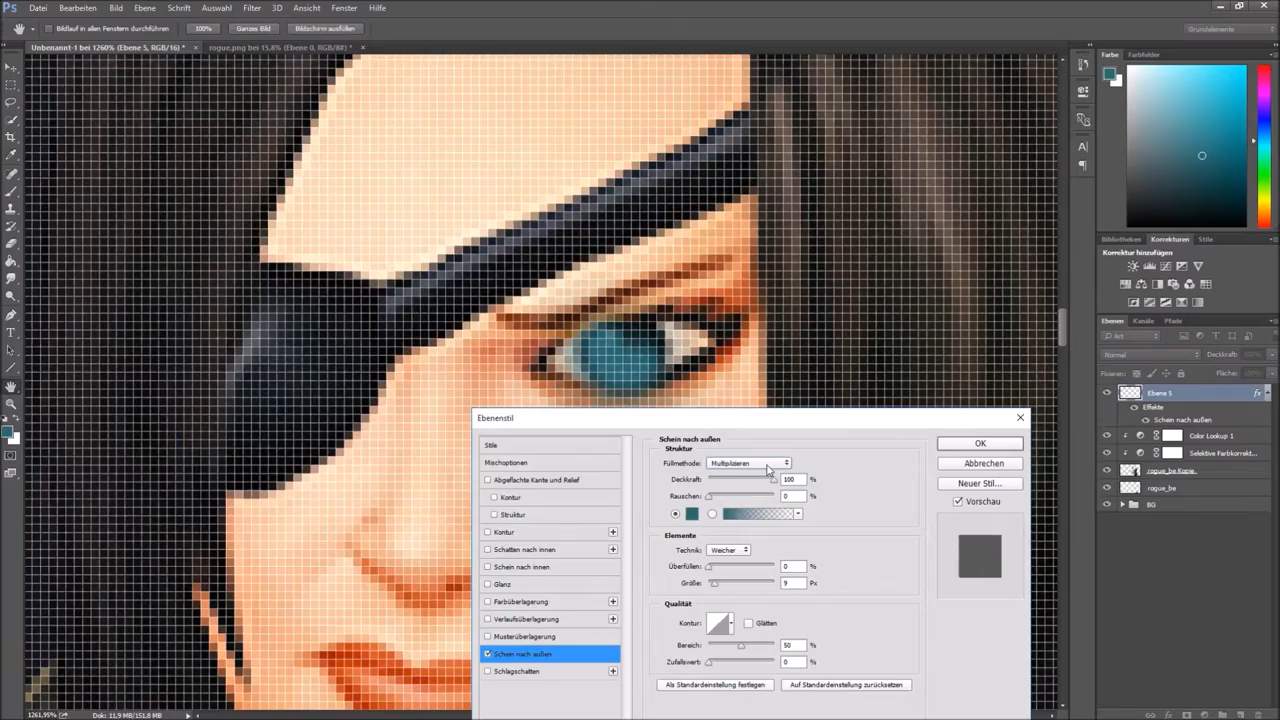 Ps Datei Bearbeiten Bild Ebene Schrift Auswahl Filter 3D Ansicht Fenster Hilfe
Bildlauf in allen Fenstern durchführen 100% Ganzes Bild Bildschirm ausfüllen Grundelemente
Unbenannt-1 bei 1260% (Ebene 5, RGB/16) * × rogue.png bei 15,8% (Ebene 0, RGB/8#) * ×
Farbe Farbfelder
Bibliotheken Korrekturen Stile
Korrektur hinzufügen
Ebenen Kanäle Pfade
Art
Normal Deckkraft: 100%
Fixieren: Fläche: 100%
Ebene 5 fx
Effekte
Schein nach außen
Color Lookup 1
Selektive Farbkorrekt...
rogue_be Kopie
rogue_be
BG
Ebenenstil
Stile
Mischoptionen
Abgeflachte Kante und Relief
Kontur
Struktur
Kontur
Schatten nach innen
Schein nach innen
Glanz
Farbüberlagerung
Verlaufsüberlagerung
Musterüberlagerung
Schein nach außen
Schlagschatten
Schein nach außen
Struktur
Füllmethode: Multiplizieren
Deckkraft: 100 %
Rauschen: 0 %
Elemente
Technik: Weicher
Überfüllen: 0 %
Größe: 9 Px
Qualität
Kontur: Glätten
Bereich: 50 %
Zufallswert: 0 %
Als Standardeinstellung festlegen Auf Standardeinstellung zurücksetzen
OK
Abbrechen
Neuer Stil...
Vorschau
1261,95% Dok: 11,9 MB/151,8 MB